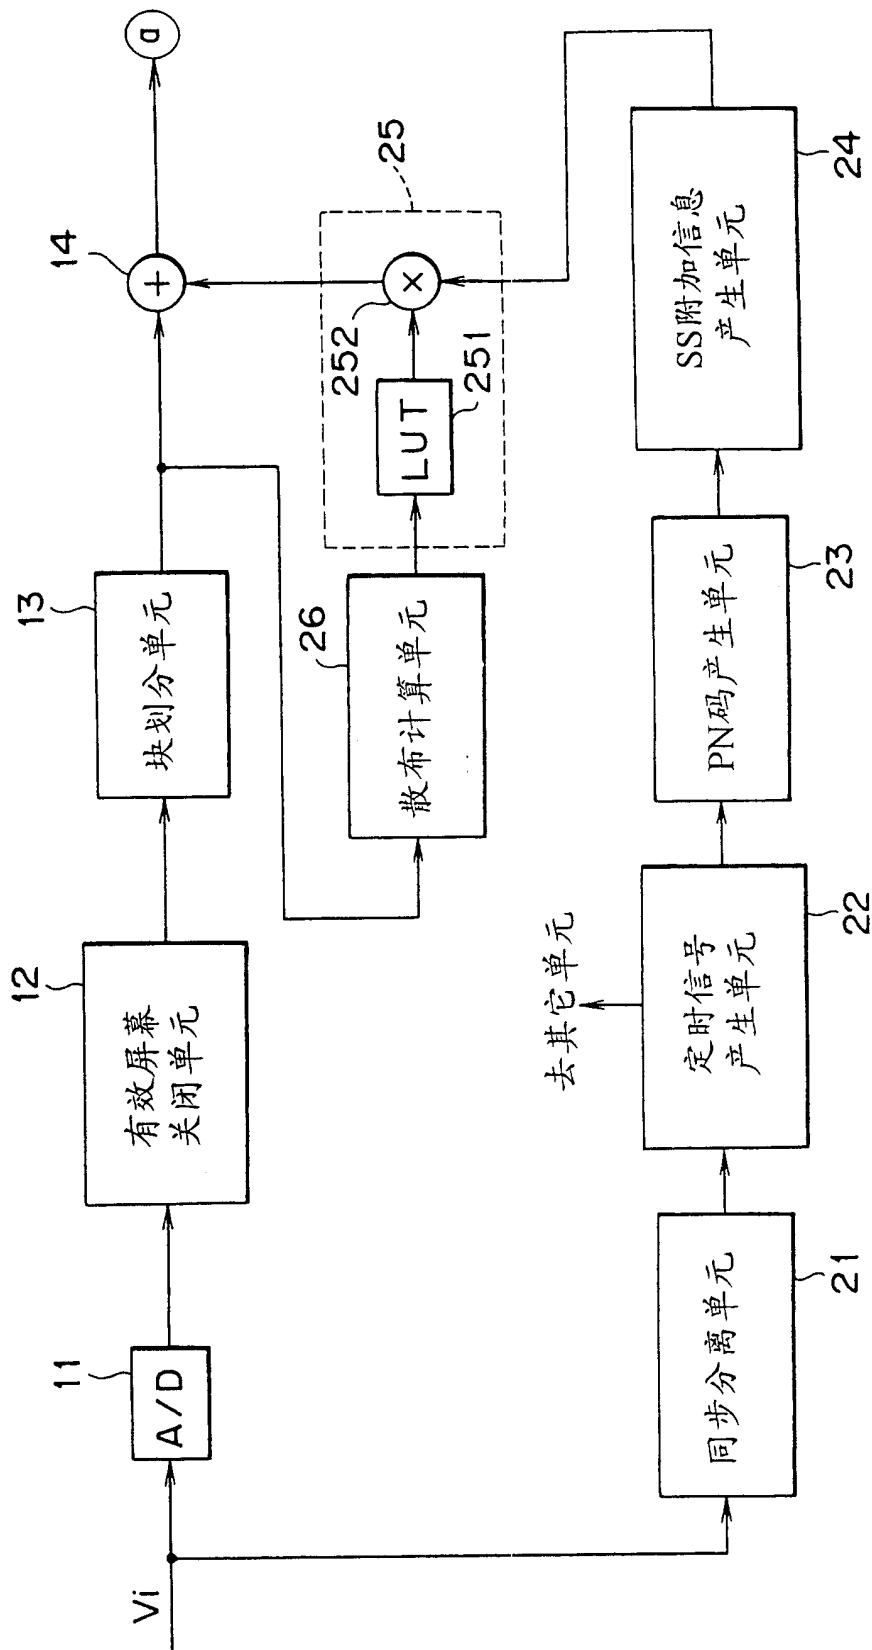 Vi
11
A/D
12
有效屏幕
关闭单元
13
块划分单元
14
+
a
26
散布计算单元
25
LUT
251
252
×
21
同步分离单元
22
定时信号
产生单元
去其它单元
23
PN码产生单元
24
SS附加信息
产生单元